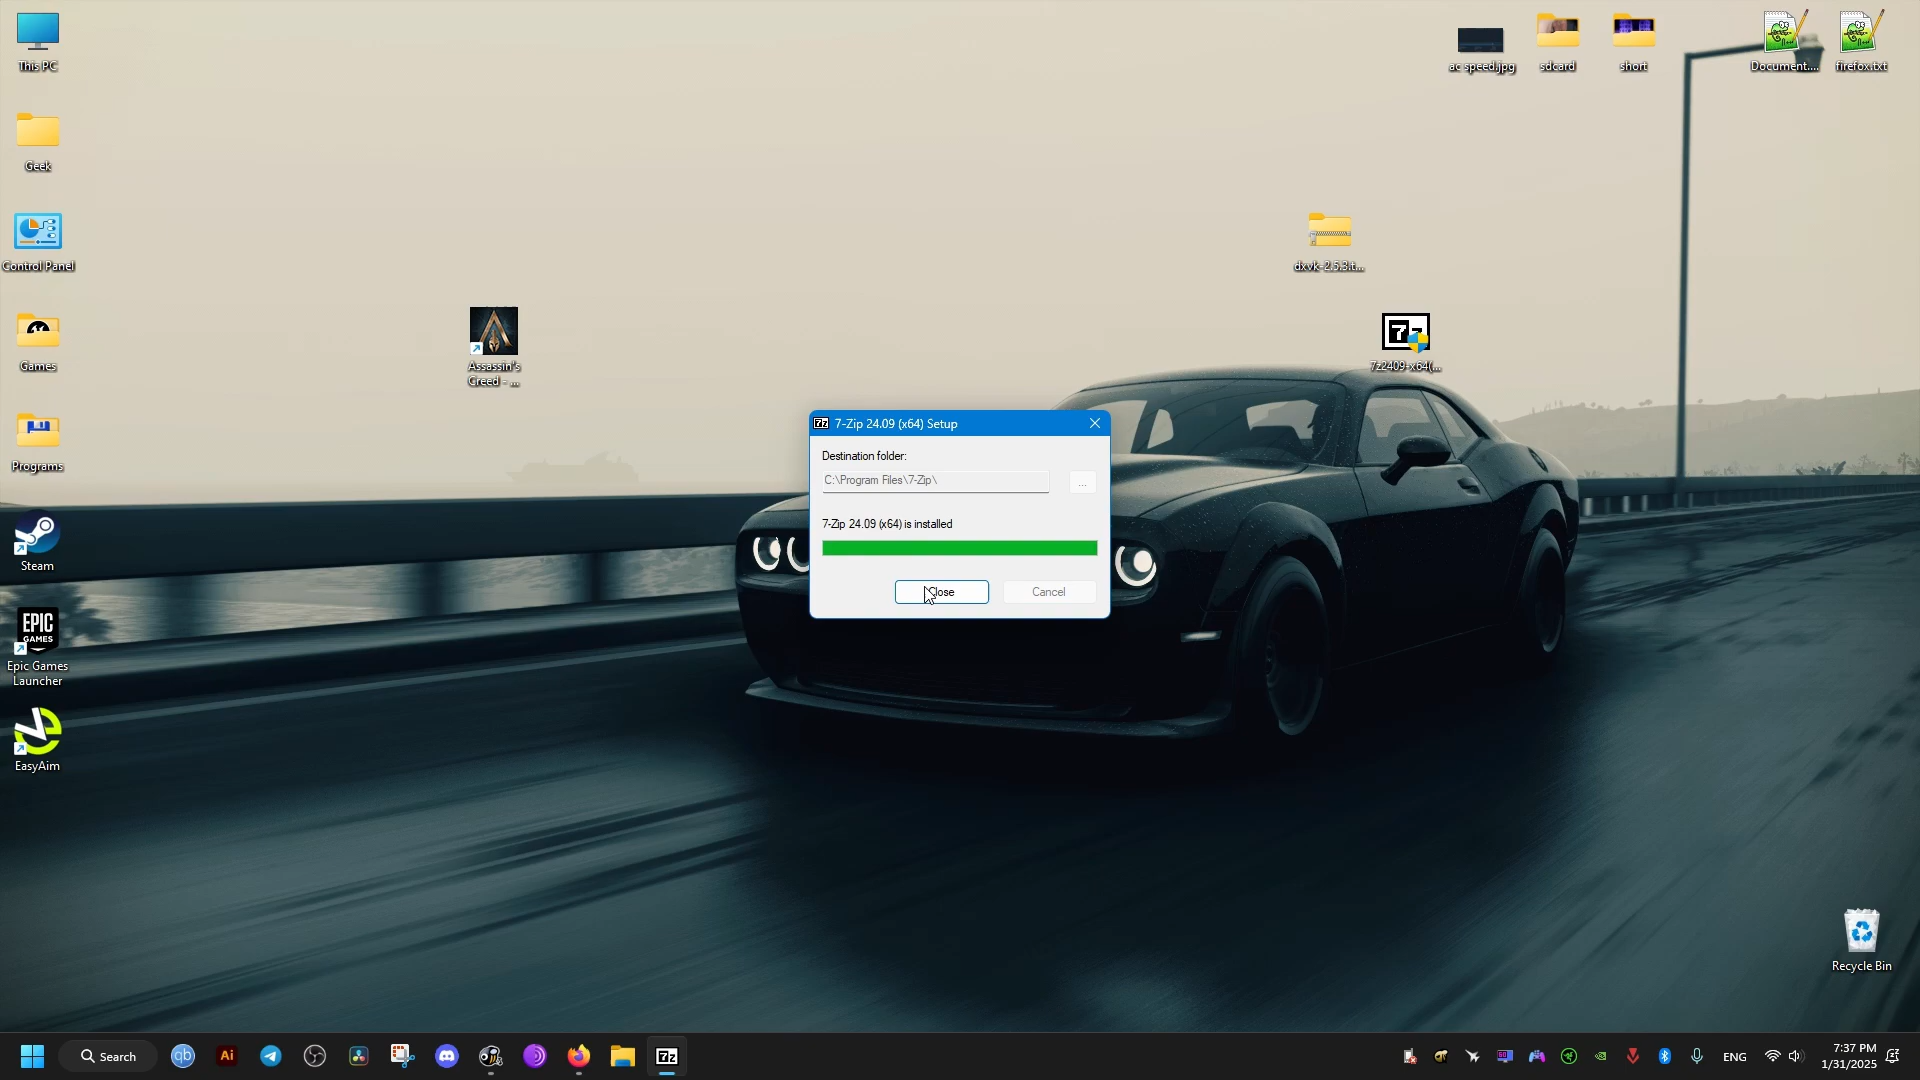 This PC
Geek
Control Panel
Games
Programs
Steam
EPIC
GAMES
Epic Games
Launcher
EasyAim
Assassin's
Creed - ...
ac speed.jpg
sdcard
short
Document....
firefox.txt
dxvk-2.5.3.t...
7z
7z2409-x64(...
7z 7-Zip 24.09 (x64) Setup
Destination folder:
C:\Program Files\7-Zip\
...
7-Zip 24.09 (x64) is installed
Close
Cancel
Recycle Bin
Search
qb
Ai
7z
ENG
7:37 PM
1/31/2025